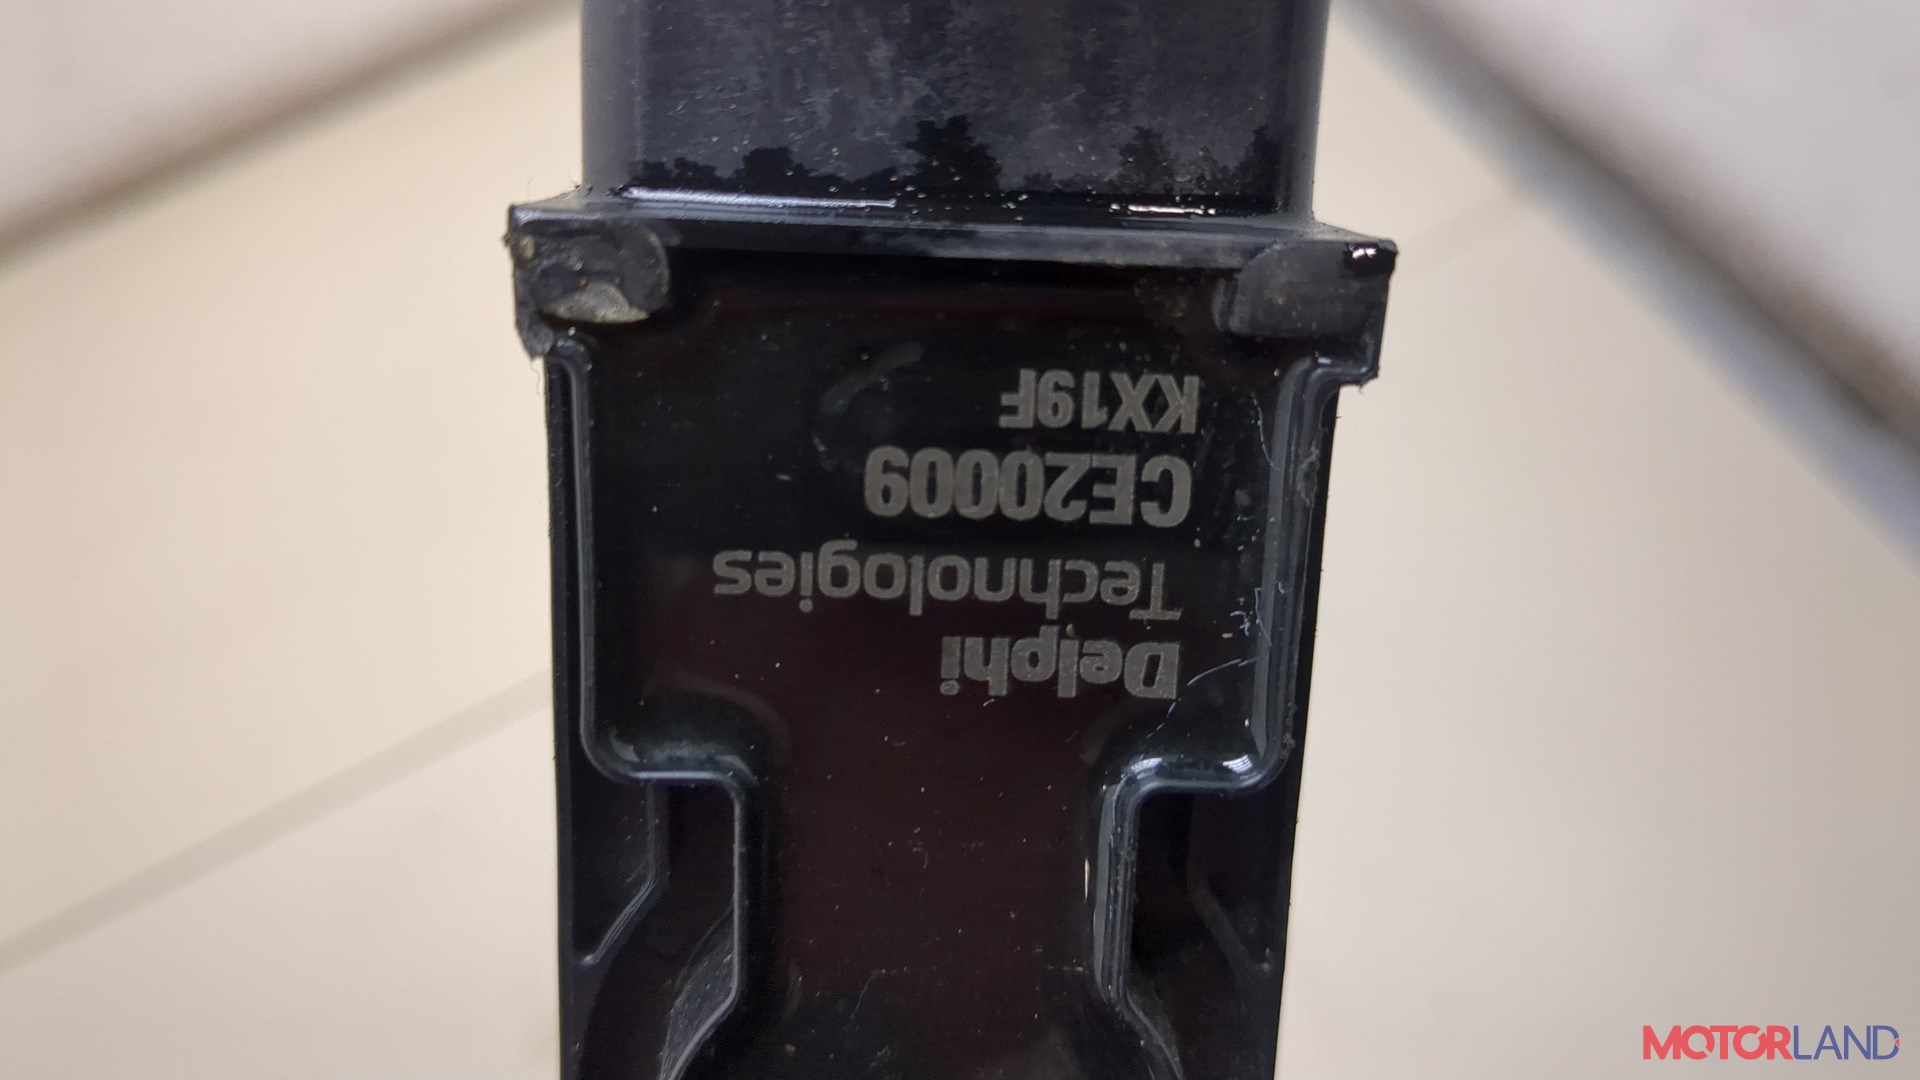 Delphi
Technologies
CE20009
KX19F
MOTORLAND